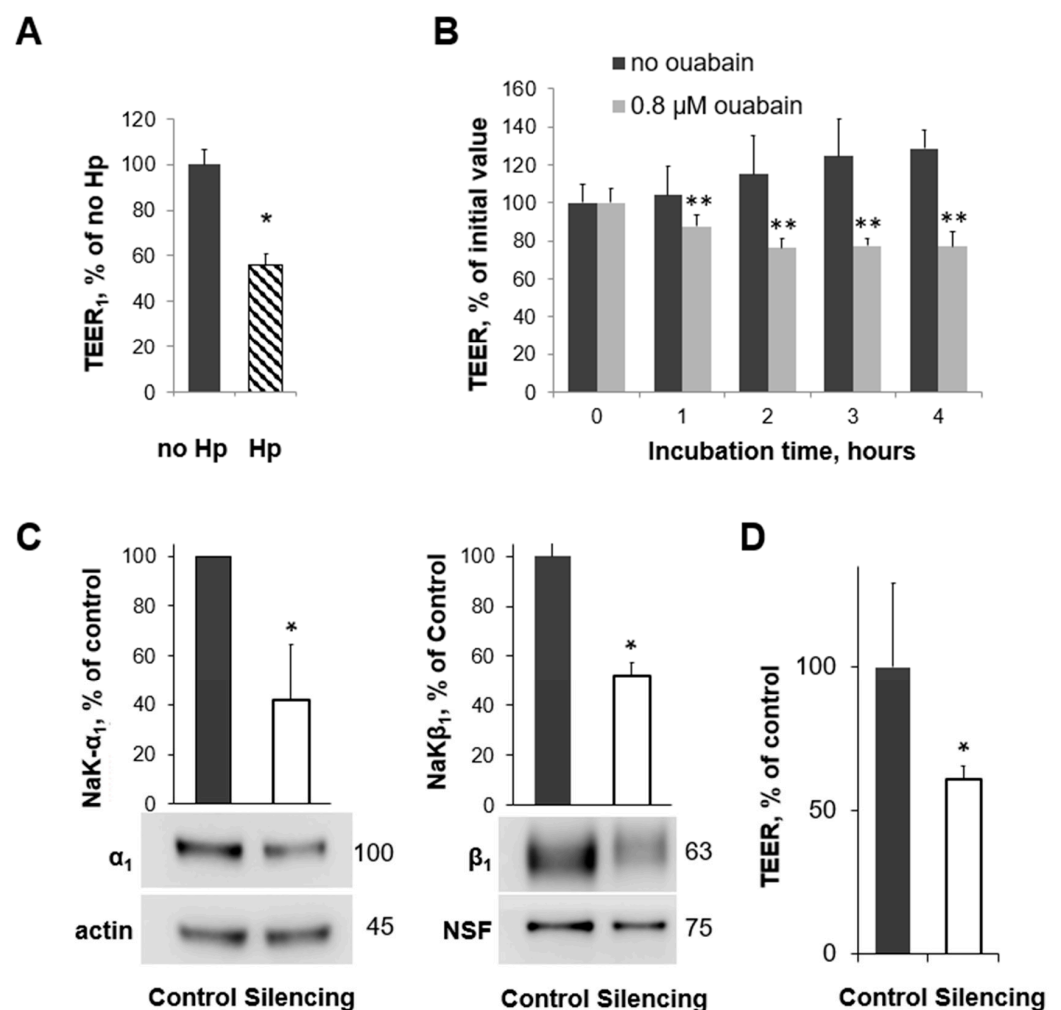 A
TEER₁, % of no Hp
120
100
80
60
40
20
0
*
no Hp
Hp
B
no ouabain
0.8 µM ouabain
TEER, % of initial value
160
140
120
100
80
60
40
20
0
**
**
**
**
0
1
2
3
4
Incubation time, hours
C
NaK-α₁, % of control
100
80
60
40
20
0
*
α₁
100
actin
45
Control Silencing
NaKβ₁, % of Control
100
80
60
40
20
0
*
β₁
63
NSF
75
Control Silencing
D
TEER, % of control
100
50
0
*
Control Silencing